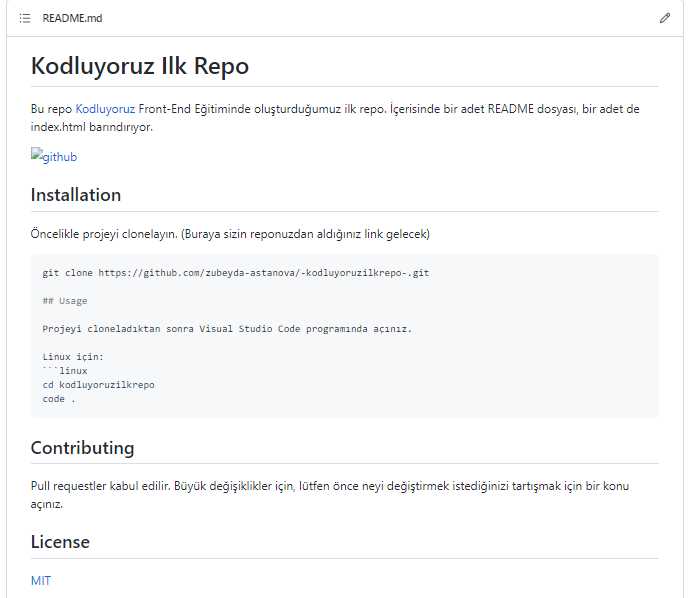 README.md
Kodluyoruz Ilk Repo
Bu repo Kodluyoruz Front-End Eğitiminde oluşturduğumuz ilk repo. İçerisinde bir adet README dosyası, bir adet de
index.html barındırıyor.
github
Installation
Öncelikle projeyi clonelayın. (Buraya sizin reponuzdan aldığınız link gelecek)
git clone https://github.com/zubeyda-astanova/-kodluyoruzilkrepo-.git
## Usage
Projeyi cloneladıktan sonra Visual Studio Code programında açınız.
Linux için:
```linux
cd kodluyoruzilkrepo
code .
Contributing
Pull requestler kabul edilir. Büyük değişiklikler için, lütfen önce neyi değiştirmek istediğinizi tartışmak için bir konu
açınız.
License
MIT